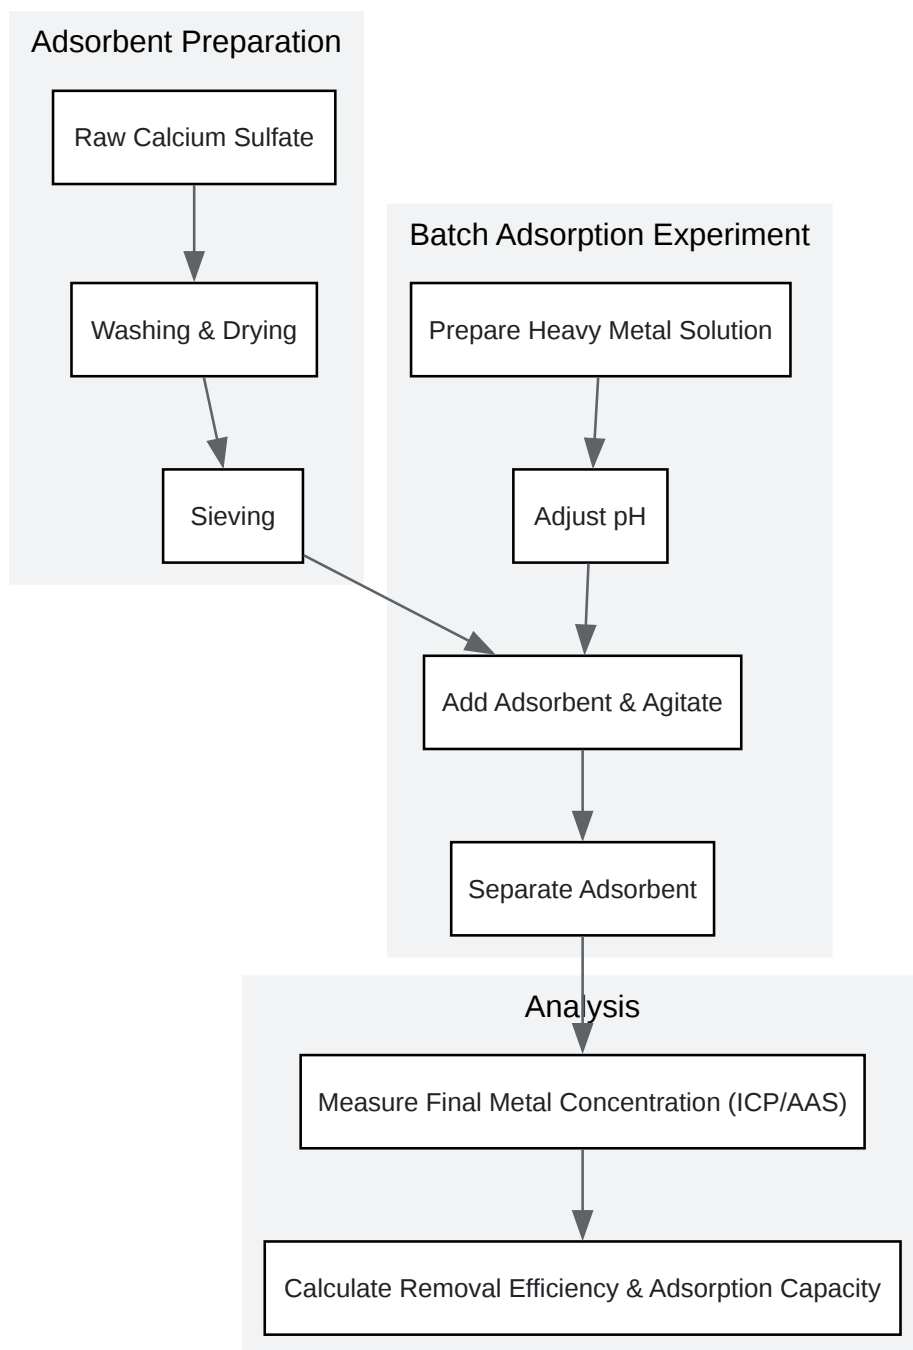 Adsorbent Preparation
Raw Calcium Sulfate
Washing & Drying
Sieving
Batch Adsorption Experiment
Prepare Heavy Metal Solution
Adjust pH
Add Adsorbent & Agitate
Separate Adsorbent
Analysis
Measure Final Metal Concentration (ICP/AAS)
Calculate Removal Efficiency & Adsorption Capacity